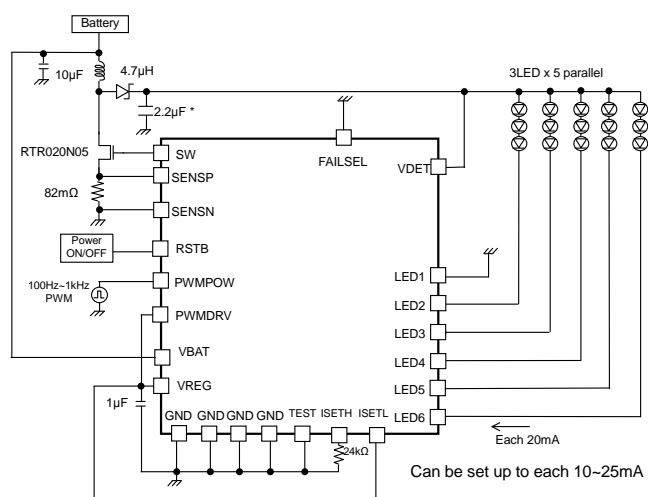 Battery
10µF
4.7µH
2.2µF *
3LED x 5 parallel
RTR020N05
82mΩ
SW
SENSP
SENSN
FAILSEL
VDET
Power
ON/OFF
RSTB
100Hz~1kHz
PWM
PWMPOW
PWMDRV
VBAT
VREG
1µF
LED1
LED2
LED3
LED4
LED5
LED6
GND GND GND GND TEST ISETH ISETL
24kΩ
Each 20mA
Can be set up to each 10~25mA